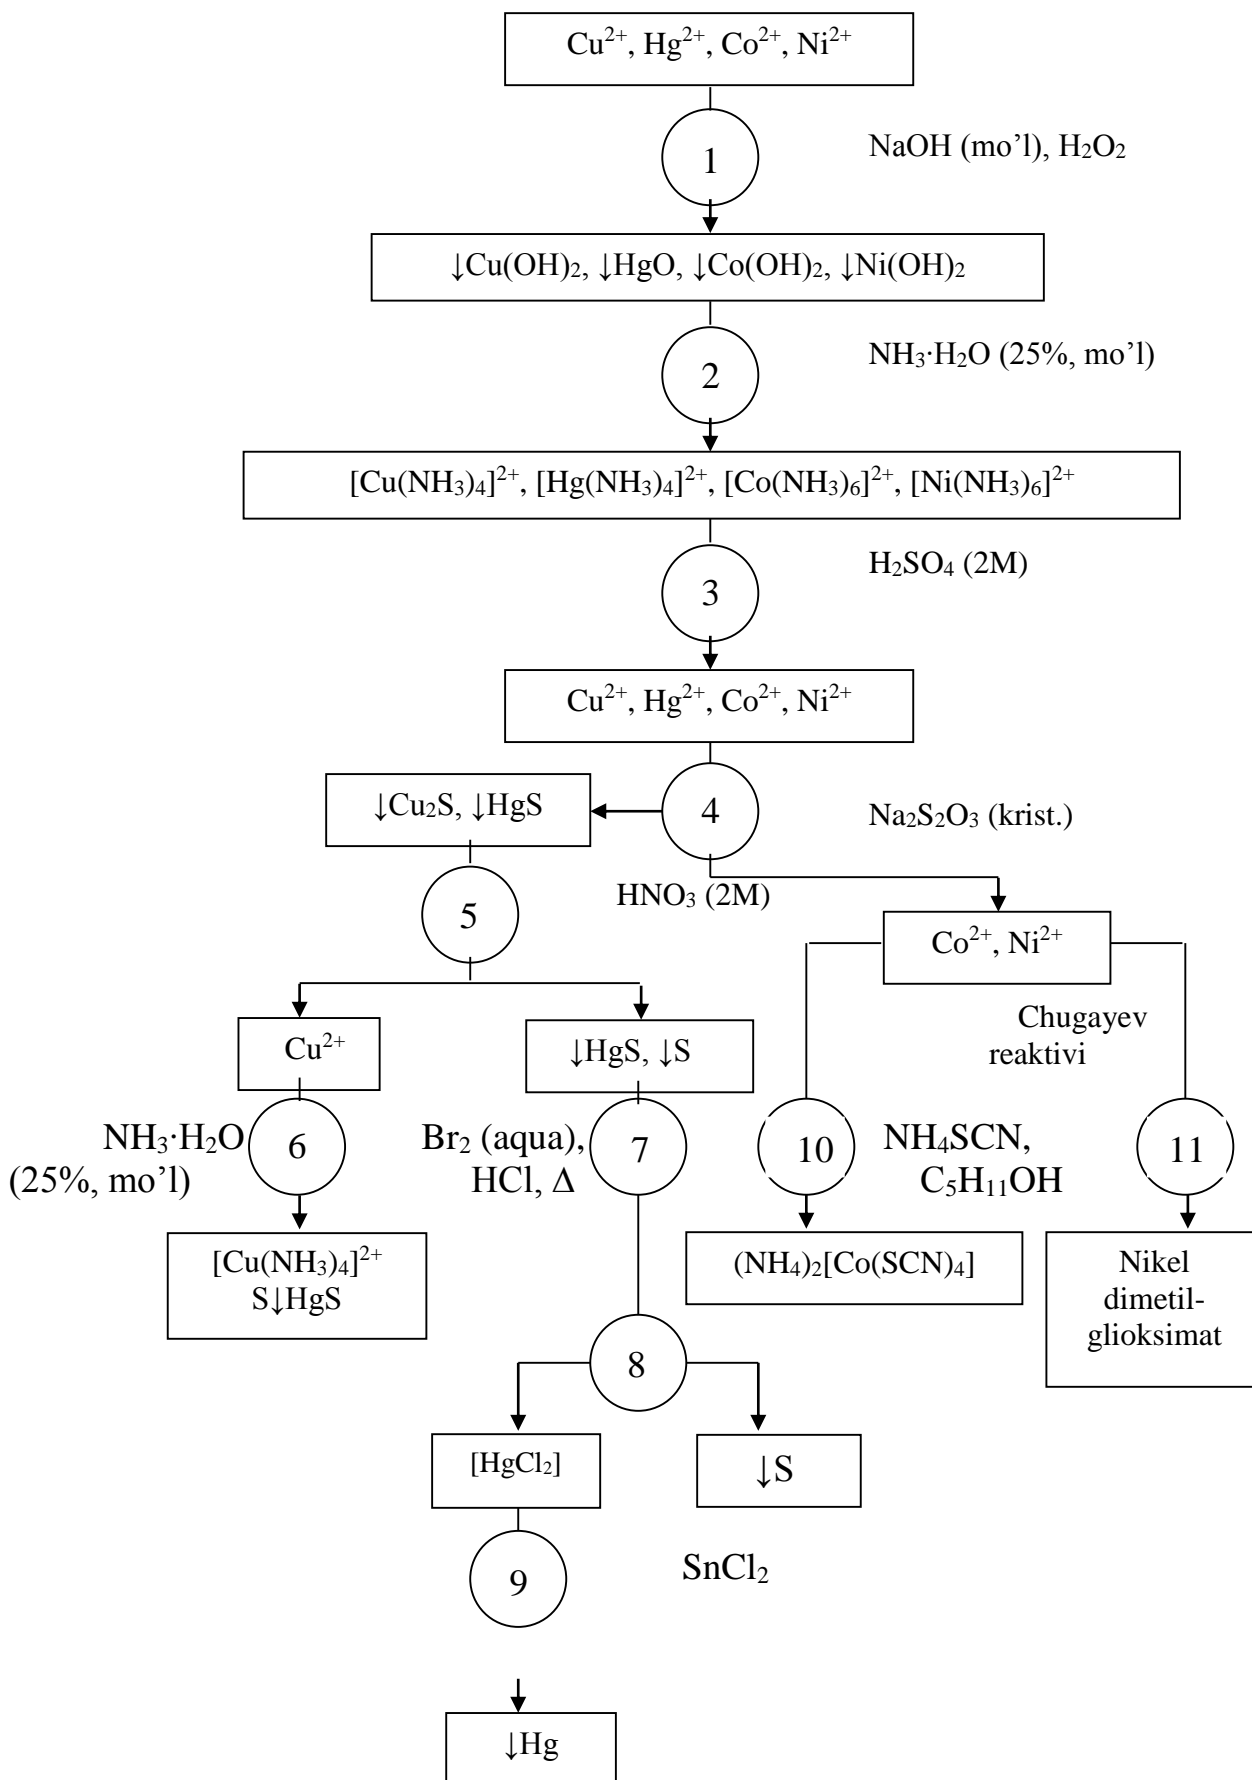 Cu²⁺, Hg²⁺, Co²⁺, Ni²⁺
1
NaOH (mo’l), H₂O₂
↓Cu(OH)₂, ↓HgO, ↓Co(OH)₂, ↓Ni(OH)₂
2
NH₃·H₂O (25%, mo’l)
[Cu(NH₃)₄]²⁺, [Hg(NH₃)₄]²⁺, [Co(NH₃)₆]²⁺, [Ni(NH₃)₆]²⁺
3
H₂SO₄ (2M)
Cu²⁺, Hg²⁺, Co²⁺, Ni²⁺
↓Cu₂S, ↓HgS
4
Na₂S₂O₃ (krist.)
5
HNO₃ (2M)
Co²⁺, Ni²⁺
Cu²⁺
↓HgS, ↓S
Chugayev
reaktivi
NH₃·H₂O
(25%, mo’l)
6
Br₂ (aqua),
HCl, Δ
7
10
NH₄SCN,
C₅H₁₁OH
11
[Cu(NH₃)₄]²⁺
S↓HgS
(NH₄)₂[Co(SCN)₄]
Nikel
dimetil-
glioksimat
8
[HgCl₂]
↓S
9
SnCl₂
↓Hg